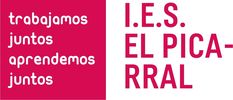 trabajamos
juntos
aprendemos
juntos
I.E.S.
EL PICA-
RRAL